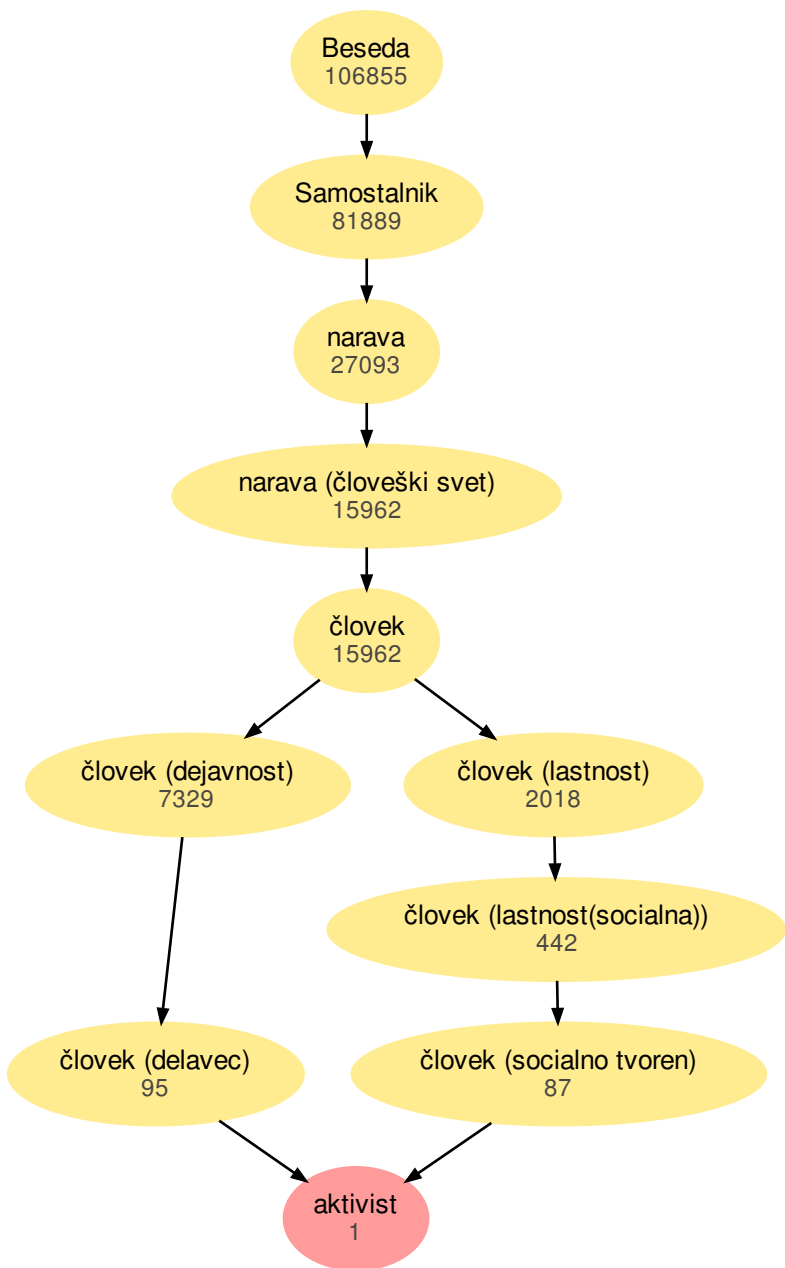 Beseda
106855
Samostalnik
81889
narava
27093
narava (človeški svet)
15962
človek
15962
človek (dejavnost)
7329
človek (lastnost)
2018
človek (lastnost(socialna))
442
človek (delavec)
95
človek (socialno tvoren)
87
aktivist
1